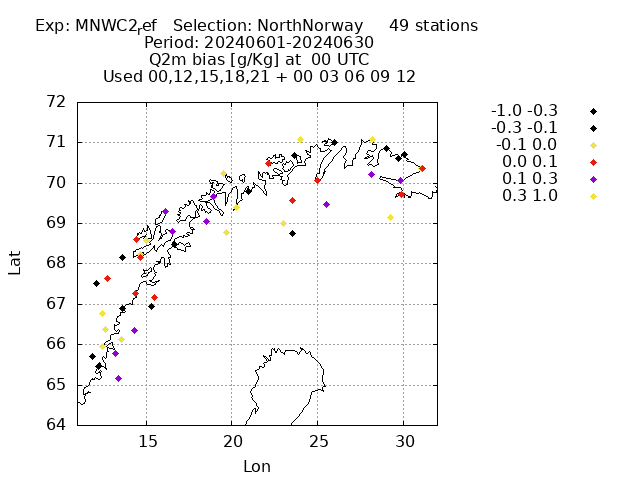 Exp: MNWC2ref   Selection: NorthNorway     49 stations
Period: 20240601-20240630
Q2m bias [g/Kg] at  00 UTC
Used 00,12,15,18,21 + 00 03 06 09 12
-1.0 -0.3
-0.3 -0.1
-0.1 0.0
0.0 0.1
0.1 0.3
0.3 1.0
72
71
70
69
68
67
66
65
64
Lat
15 20 25 30
Lon